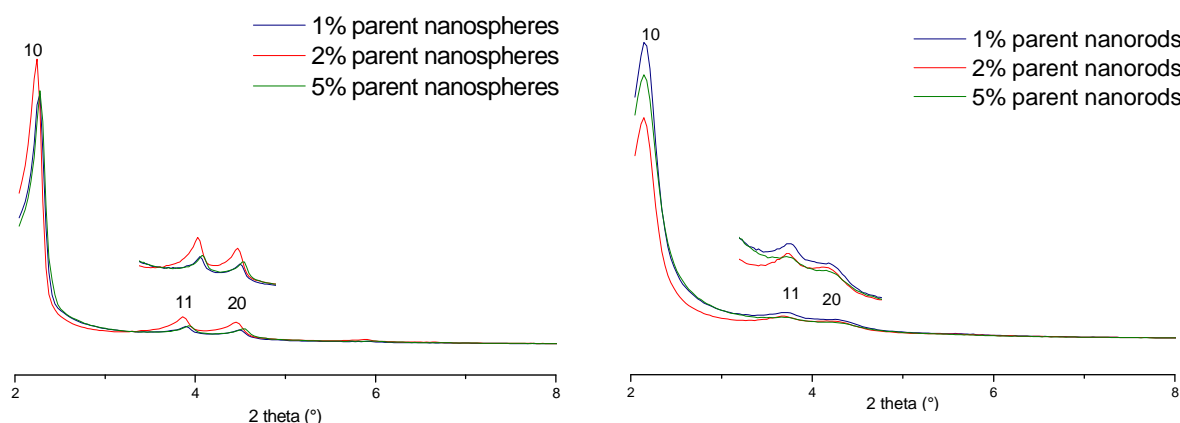 1% parent nanospheres
2% parent nanospheres
5% parent nanospheres
10
11
20
2
4
6
8
2 theta (°)
1% parent nanorods
2% parent nanorods
5% parent nanorods
10
11
20
2
4
6
8
2 theta (°)